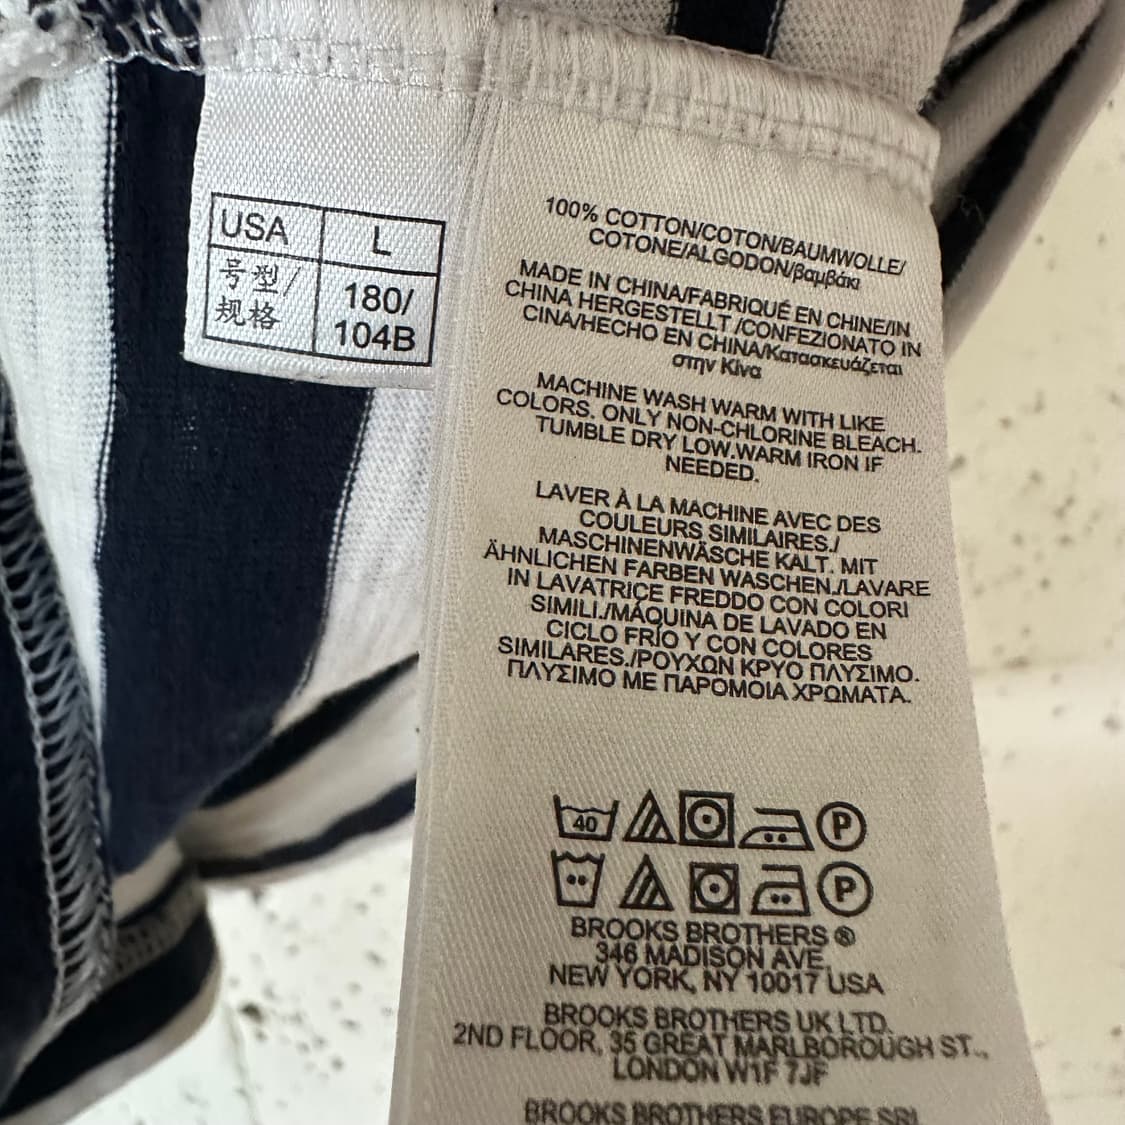 USA L
号型/ 180/
规格 104B
100% COTTON/COTON/BAUMWOLLE/
COTONE/ALGODON/βαμβάκι
MADE IN CHINA/FABRIQUÉ EN CHINE/IN
CHINA HERGESTELLT /CONFEZIONATO IN
CINA/HECHO EN CHINA/Κατασκευάζεται
στην Κίνα
MACHINE WASH WARM WITH LIKE
COLORS. ONLY NON-CHLORINE BLEACH.
TUMBLE DRY LOW.WARM IRON IF
NEEDED.
LAVER À LA MACHINE AVEC DES
COULEURS SIMILAIRES./
MASCHINENWÄSCHE KALT. MIT
ÄHNLICHEN FARBEN WASCHEN./LAVARE
IN LAVATRICE FREDDO CON COLORI
SIMILI./MÁQUINA DE LAVADO EN
CICLO FRÍO Y CON COLORES
SIMILARES./ΡΟΥΧΩΝ ΚΡΥΟ ΠΛΥΣΙΜΟ.
ΠΛΥΣΙΜΟ ΜΕ ΠΑΡΟΜΟΙΑ ΧΡΩΜΑΤΑ.
40 P
P
BROOKS BROTHERS ®
346 MADISON AVE.
NEW YORK, NY 10017 USA
BROOKS BROTHERS UK LTD.
2ND FLOOR, 35 GREAT MARLBOROUGH ST.,
LONDON W1F 7JF
BROOKS BROTHERS EUROPE SRL